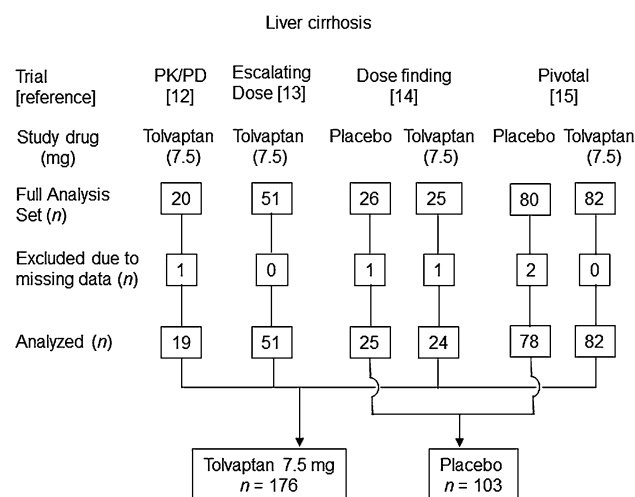 Liver cirrhosis
Trial PK/PD Escalating Dose finding Pivotal
[reference] [12] Dose [13] [14] [15]
Study drug Tolvaptan Tolvaptan Placebo Tolvaptan Placebo Tolvaptan
(mg) (7.5) (7.5) (7.5) (7.5)
Full Analysis 20 51 26 25 80 82
Set (n)
Excluded due to 1 0 1 1 2 0
missing data (n)
Analyzed (n) 19 51 25 24 78 82
Tolvaptan 7.5 mg Placebo
n = 176 n = 103